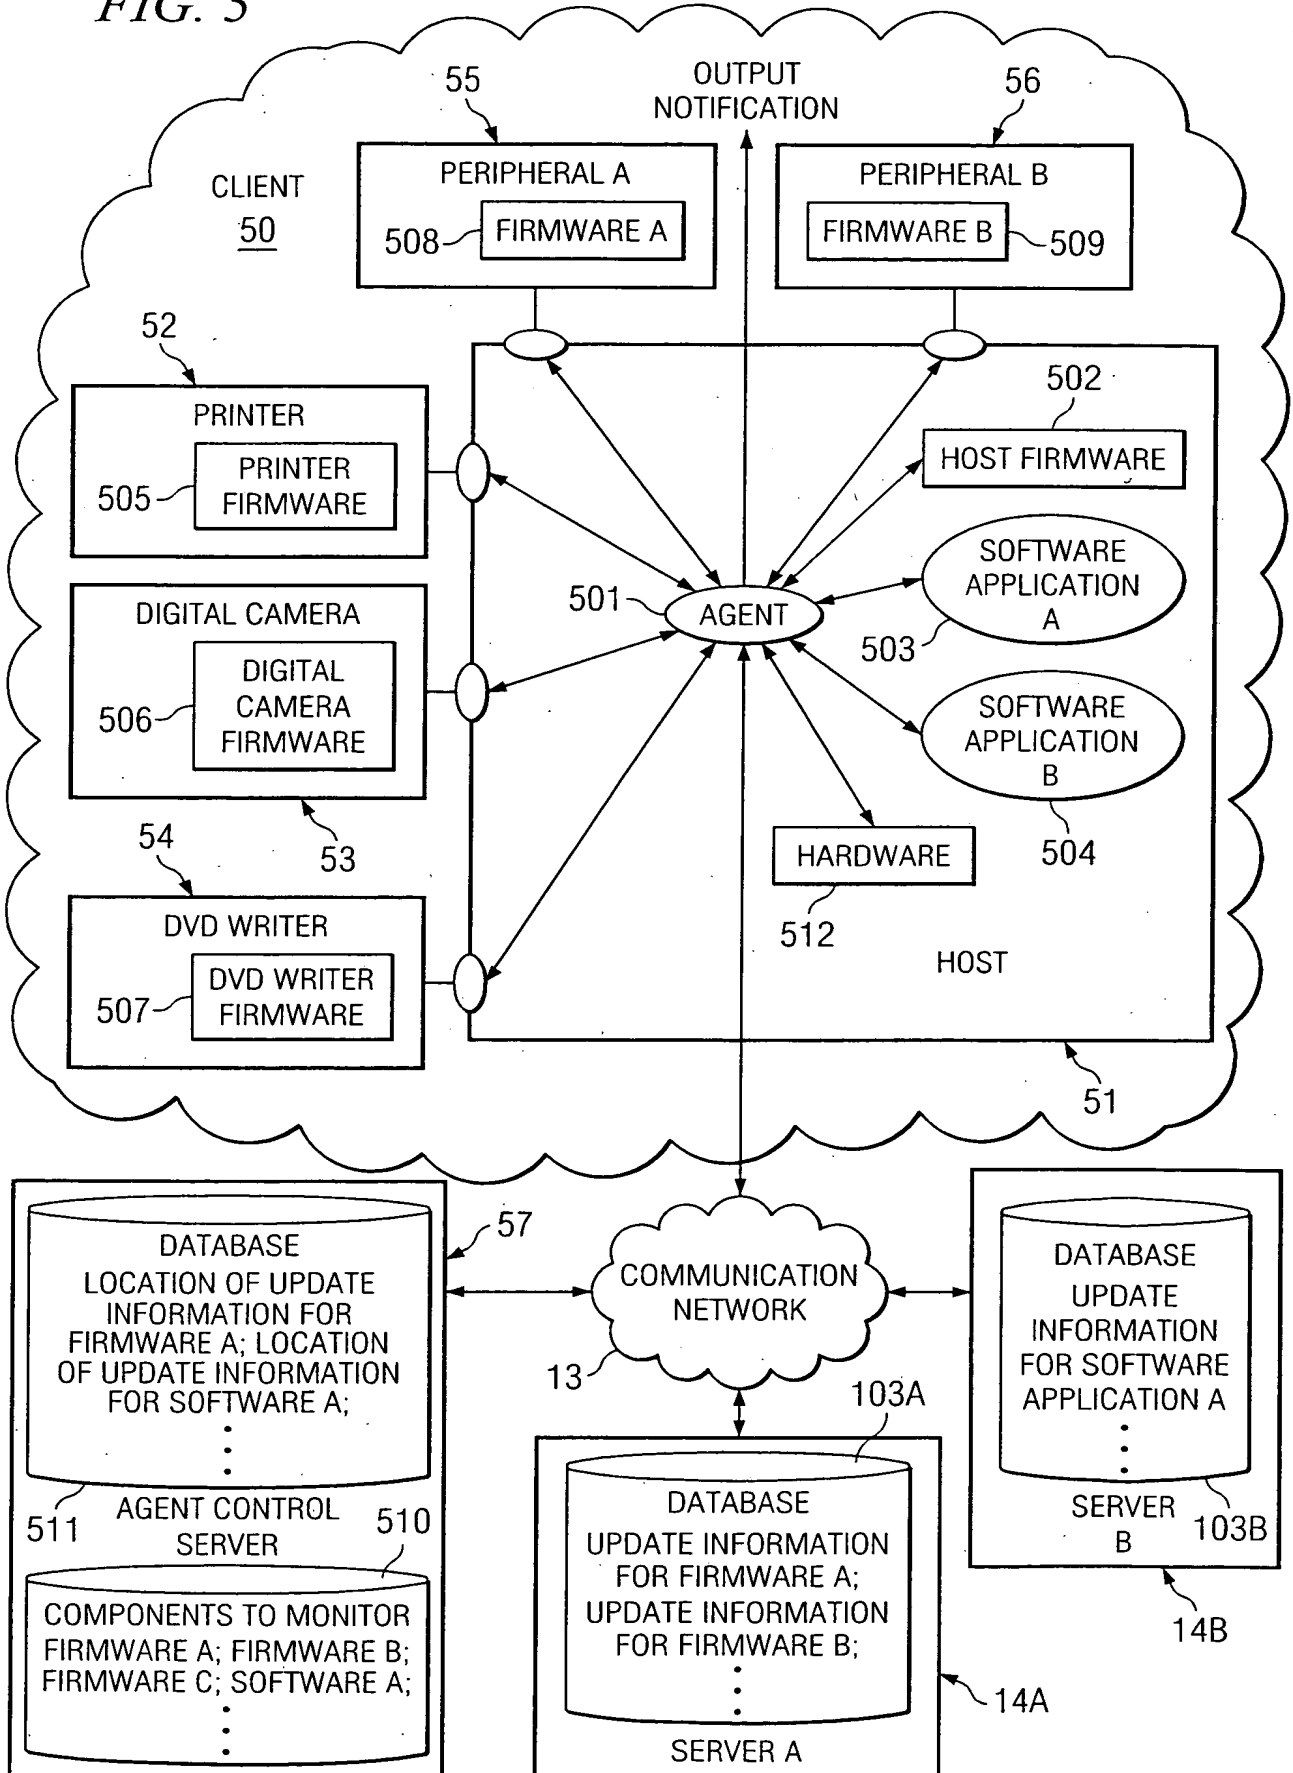 FIG. 5
OUTPUT
NOTIFICATION
55
56
CLIENT
50
PERIPHERAL A
FIRMWARE A
508
PERIPHERAL B
FIRMWARE B
509
52
PRINTER
PRINTER
FIRMWARE
505
502
HOST FIRMWARE
SOFTWARE
APPLICATION
A
503
501
AGENT
DIGITAL CAMERA
DIGITAL
CAMERA
FIRMWARE
506
53
SOFTWARE
APPLICATION
B
504
HARDWARE
512
54
DVD WRITER
DVD WRITER
FIRMWARE
507
HOST
51
57
DATABASE
LOCATION OF UPDATE
INFORMATION FOR
FIRMWARE A; LOCATION
OF UPDATE INFORMATION
FOR SOFTWARE A;
511
AGENT CONTROL
SERVER
510
COMPONENTS TO MONITOR
FIRMWARE A; FIRMWARE B;
FIRMWARE C; SOFTWARE A;
COMMUNICATION
NETWORK
13
103A
DATABASE
UPDATE INFORMATION
FOR FIRMWARE A;
UPDATE INFORMATION
FOR FIRMWARE B;
14A
SERVER A
DATABASE
UPDATE
INFORMATION
FOR SOFTWARE
APPLICATION A
SERVER
B
103B
14B